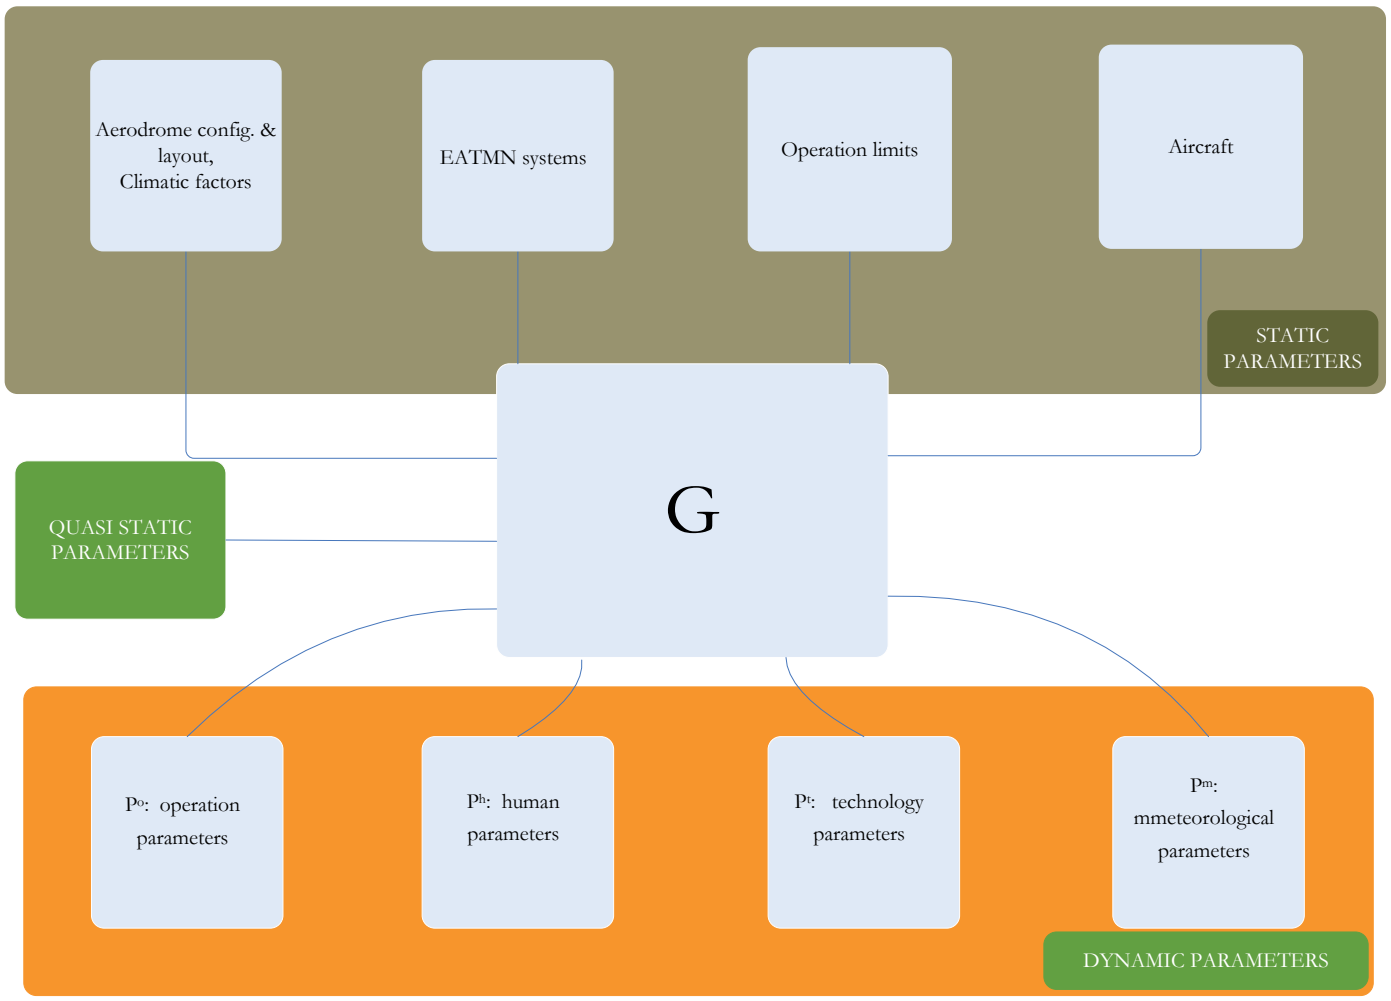 Aerodrome config. &
layout,
Climatic factors
EATMN systems
Operation limits
Aircraft
STATIC
PARAMETERS
G
QUASI STATIC
PARAMETERS
Pᵒ: operation
parameters
Pʰ: human
parameters
Pᵗ: technology
parameters
Pᵐ:
mmeteorological
parameters
DYNAMIC PARAMETERS